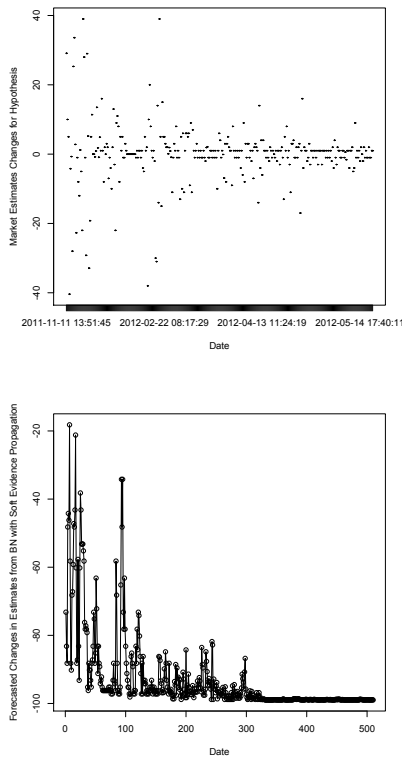 Market Estimates Changes for Hypothesis
40
20
0
20
40
2011-11-11 13:51:45 2012-02-22 08:17:29 2012-04-13 11:24:19 2012-05-14 17:40:11
Date
Forecasted Changes in Estimates from BN with Soft Evidence Propagation
-20
-40
-60
-80
-100
0 100 200 300 400 500
Date